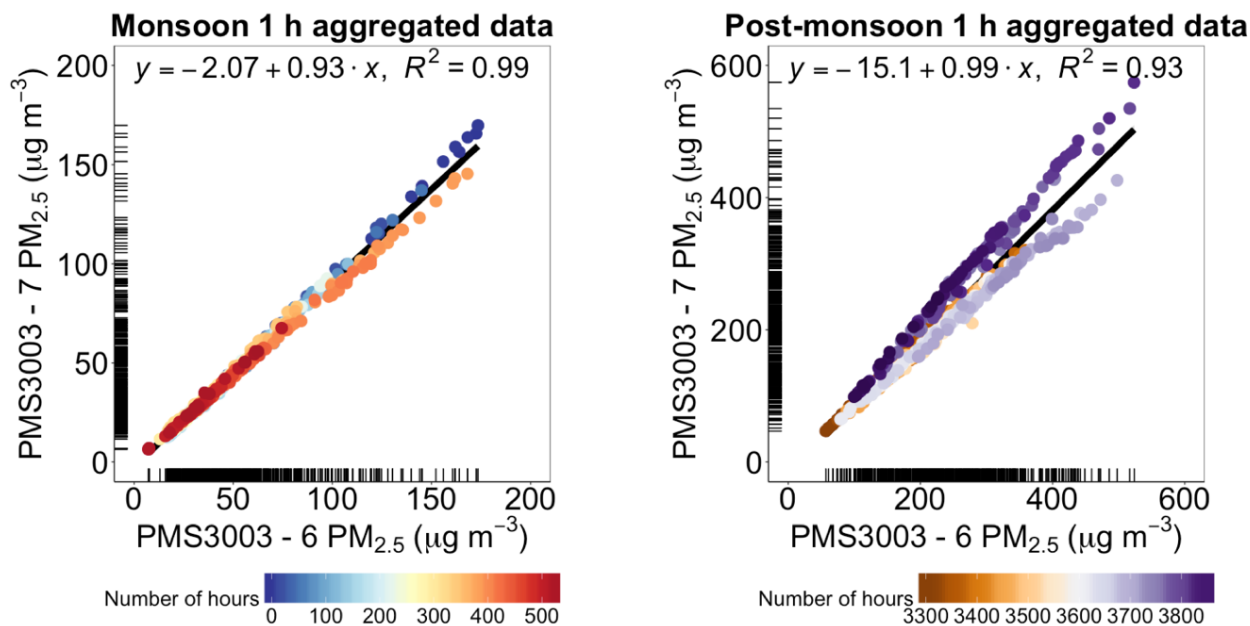 Monsoon 1 h aggregated data
y = −2.07 + 0.93 · x, R² = 0.99
PMS3003 - 7 PM₂.₅ (μg m⁻³)
200
150
100
50
0
0 50 100 150 200
PMS3003 - 6 PM₂.₅ (μg m⁻³)
Number of hours
0 100 200 300 400 500
Post-monsoon 1 h aggregated data
y = −15.1 + 0.99 · x, R² = 0.93
PMS3003 - 7 PM₂.₅ (μg m⁻³)
600
400
200
0
0 200 400 600
PMS3003 - 6 PM₂.₅ (μg m⁻³)
Number of hours
3300 3400 3500 3600 3700 3800